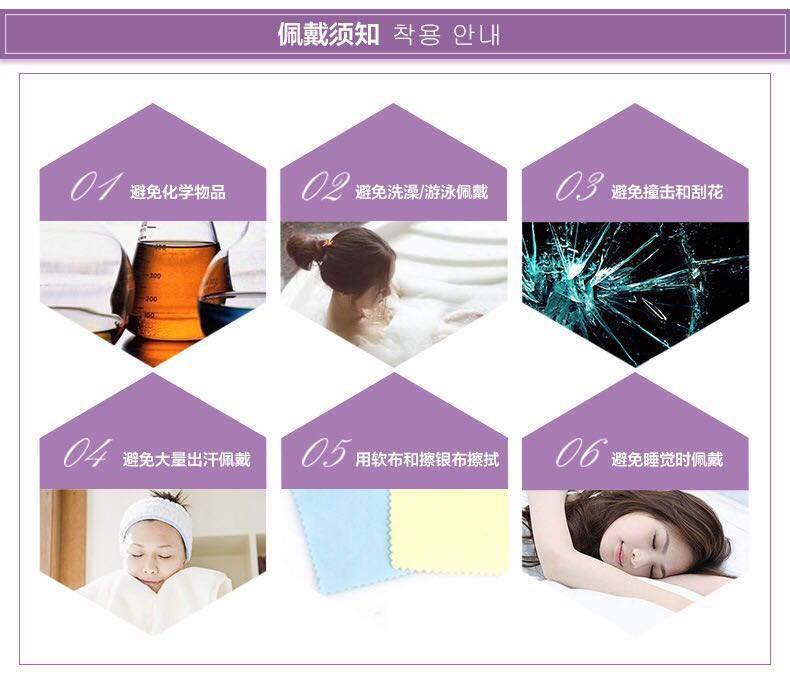 佩戴须知 착용 안내
01 避免化学物品
02 避免洗澡/游泳佩戴
03 避免撞击和刮花
300
200
100
04 避免大量出汗佩戴
05 用软布和擦银布擦拭
06 避免睡觉时佩戴